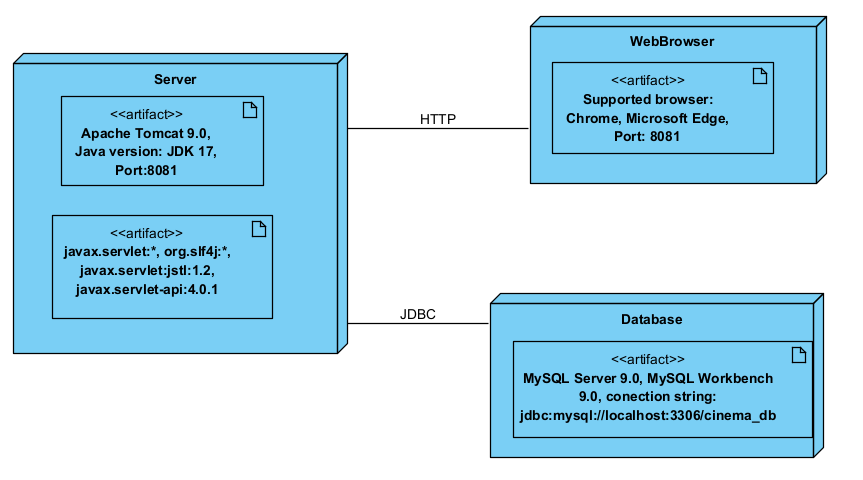 Server
<<artifact>>
Apache Tomcat 9.0,
Java version: JDK 17,
Port:8081
<<artifact>>
javax.servlet:*, org.slf4j:*,
javax.servlet:jstl:1.2,
javax.servlet-api:4.0.1
HTTP
WebBrowser
<<artifact>>
Supported browser:
Chrome, Microsoft Edge,
Port: 8081
JDBC
Database
<<artifact>>
MySQL Server 9.0, MySQL Workbench
9.0, conection string:
jdbc:mysql://localhost:3306/cinema_db